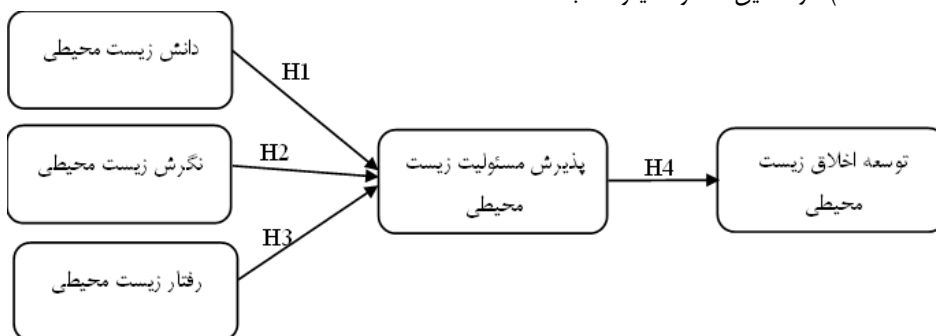 دانش زیست محیطی
H1
نگرش زیست محیطی
H2
پذیرش مسئولیت زیست
محیطی
H4
توسعه اخلاق زیست
محیطی
H3
رفتار زیست محیطی